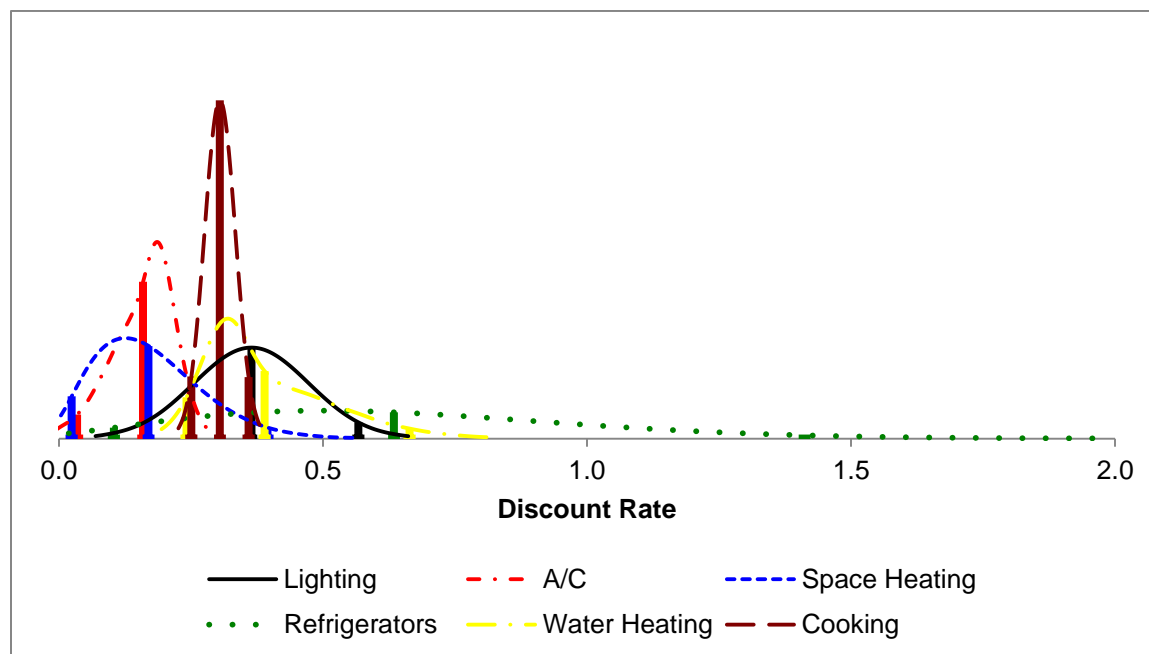 0.0 0.5 1.0 1.5 2.0
Discount Rate
Lighting A/C Space Heating
Refrigerators Water Heating Cooking